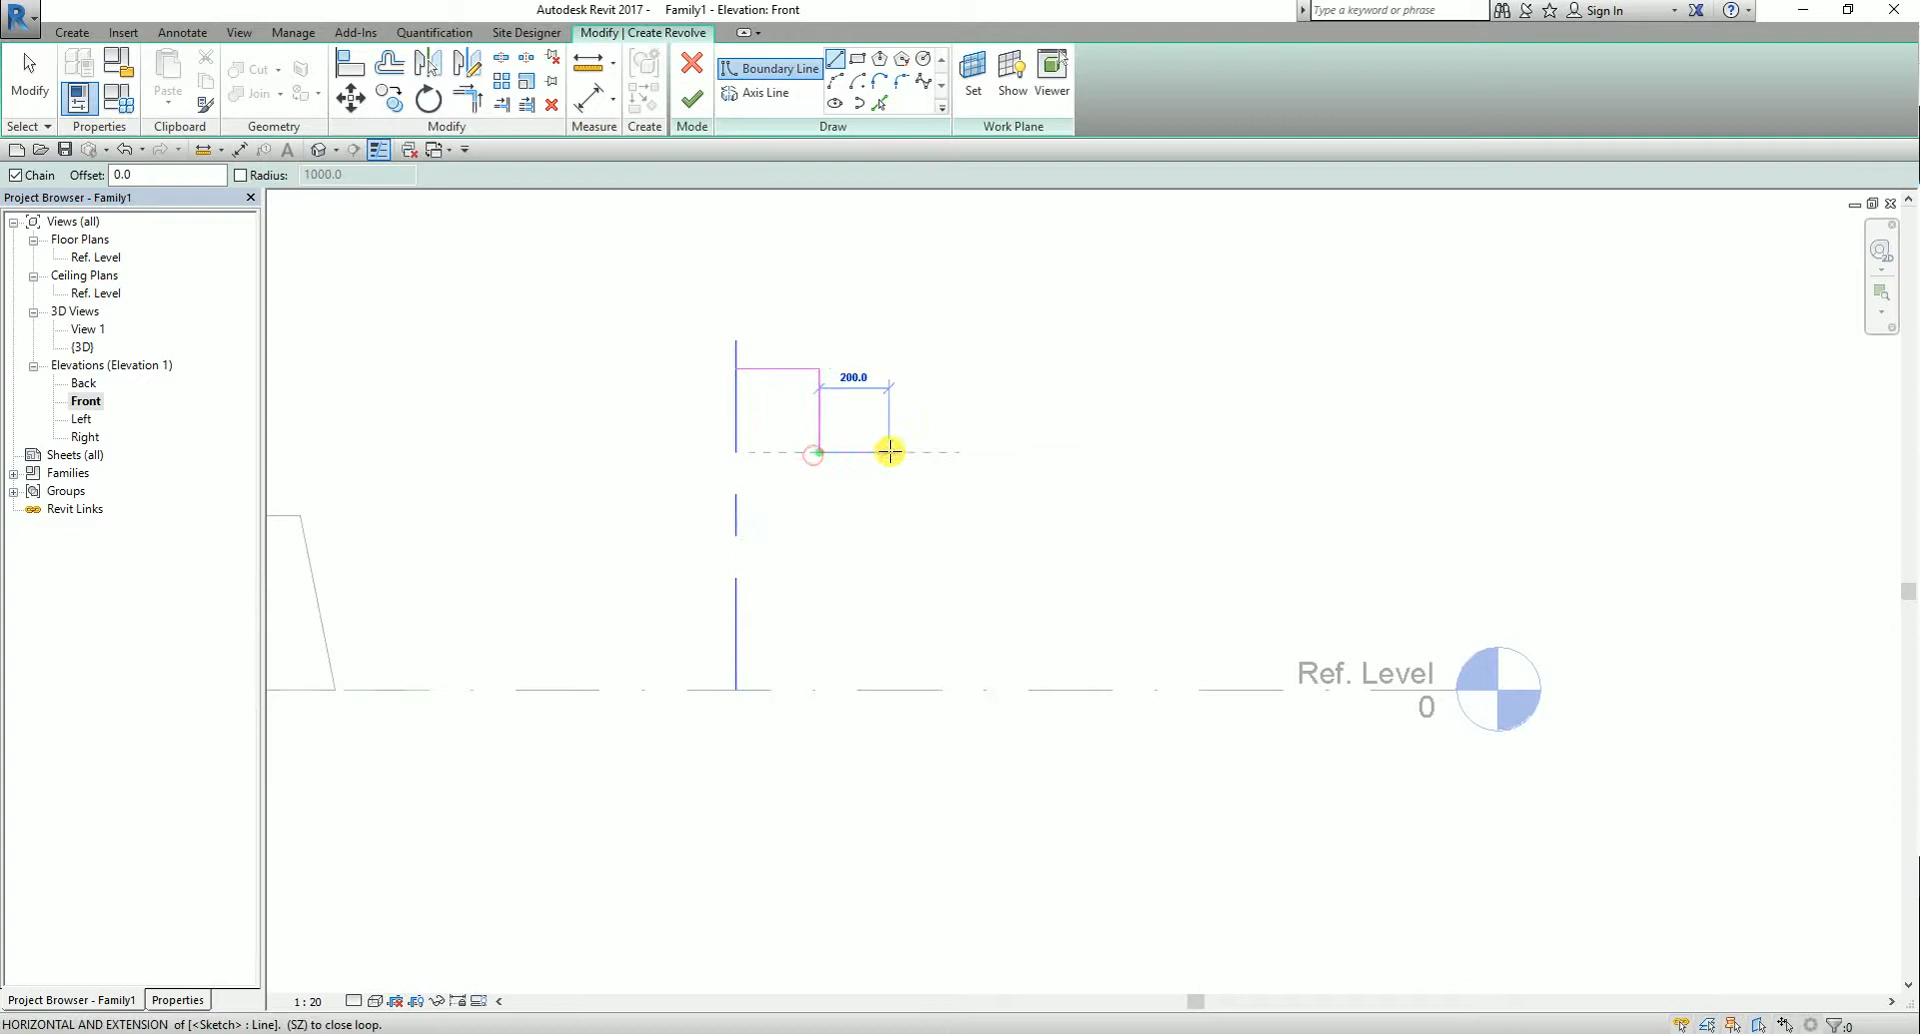 Autodesk Revit 2017 -    Family1 - Elevation: Front
Type a keyword or phrase
Sign In
Create
Insert
Annotate
View
Manage
Add-Ins
Quantification
Site Designer
Modify | Create Revolve
Modify
Paste
Cut
Join
Boundary Line
Axis Line
Set
Show
Viewer
Select
Properties
Clipboard
Geometry
Modify
Measure
Create
Mode
Draw
Work Plane
Chain
Offset: 0.0
Radius: 1000.0
Project Browser - Family1
Views (all)
Floor Plans
Ref. Level
Ceiling Plans
Ref. Level
3D Views
View 1
{3D}
Elevations (Elevation 1)
Back
Front
Left
Right
Sheets (all)
Families
Groups
Revit Links
200.0
Ref. Level
0
2D
Project Browser - Family1
Properties
1 : 20
HORIZONTAL AND EXTENSION of [<Sketch> : Line]. (SZ) to close loop.
:0